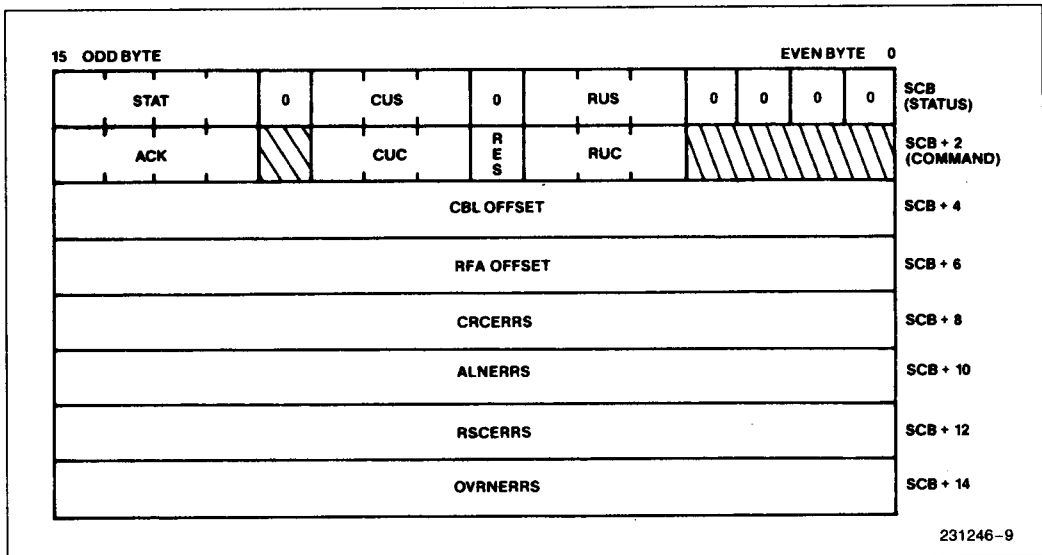 15 ODD BYTE EVEN BYTE 0
STAT 0 CUS 0 RUS 0 0 0 0 SCB (STATUS)
ACK CUC RES RUC SCB + 2 (COMMAND)
CBL OFFSET SCB + 4
RFA OFFSET SCB + 6
CRCERRS SCB + 8
ALNERRS SCB + 10
RSCERRS SCB + 12
OVRNERRS SCB + 14
231246-9